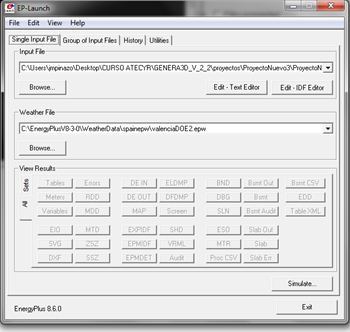 EP-Launch
File Edit View Help
Single Input File Group of Input Files History Utilities
Input File
C:\Users\mpinazo\Desktop\CURSO ATECYR\GENERA3D_V_2_2\proyectos\ProyectoNuevo3\ProyectoN
Browse... Edit - Text Editor Edit - IDF Editor
Weather File
C:\EnergyPlusV8-3-0\WeatherData\spainepw\valenciaDOE2.epw
Browse...
View Results
Sets
All
Tables Errors DE IN ELDMP BND Bsmt Out Bsmt CSV
Meters RDD DE OUT DFDMP DBG Bsmt EDD
Variables MDD MAP Screen SLN Bsmt Audit Table XML
EIO MTD EXPIDF SHD ESO Slab Out
SVG ZSZ EPMIDF VRML MTR Slab
DXF SSZ EPMDET Audit Proc CSV Slab Err
Simulate...
EnergyPlus 8.6.0 Exit